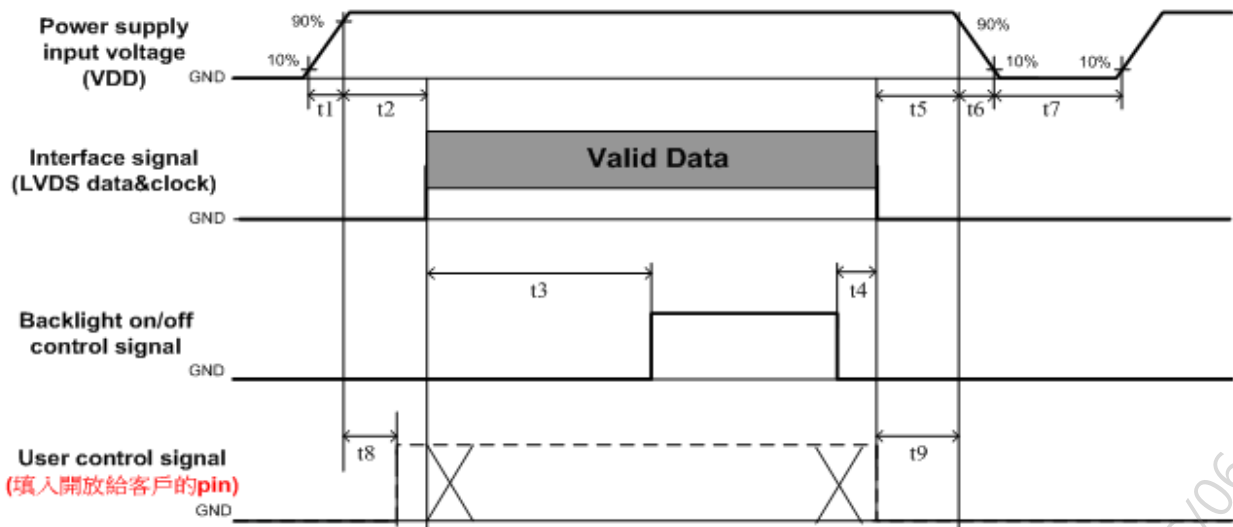 Power supply
input voltage
(VDD)
90%
10%
GND
90%
10%
10%
t1
t2
t5
t6
t7
Interface signal
(LVDS data&clock)
Valid Data
GND
t3
t4
Backlight on/off
control signal
GND
t8
t9
User control signal
(填入開放給客戶的pin)
GND